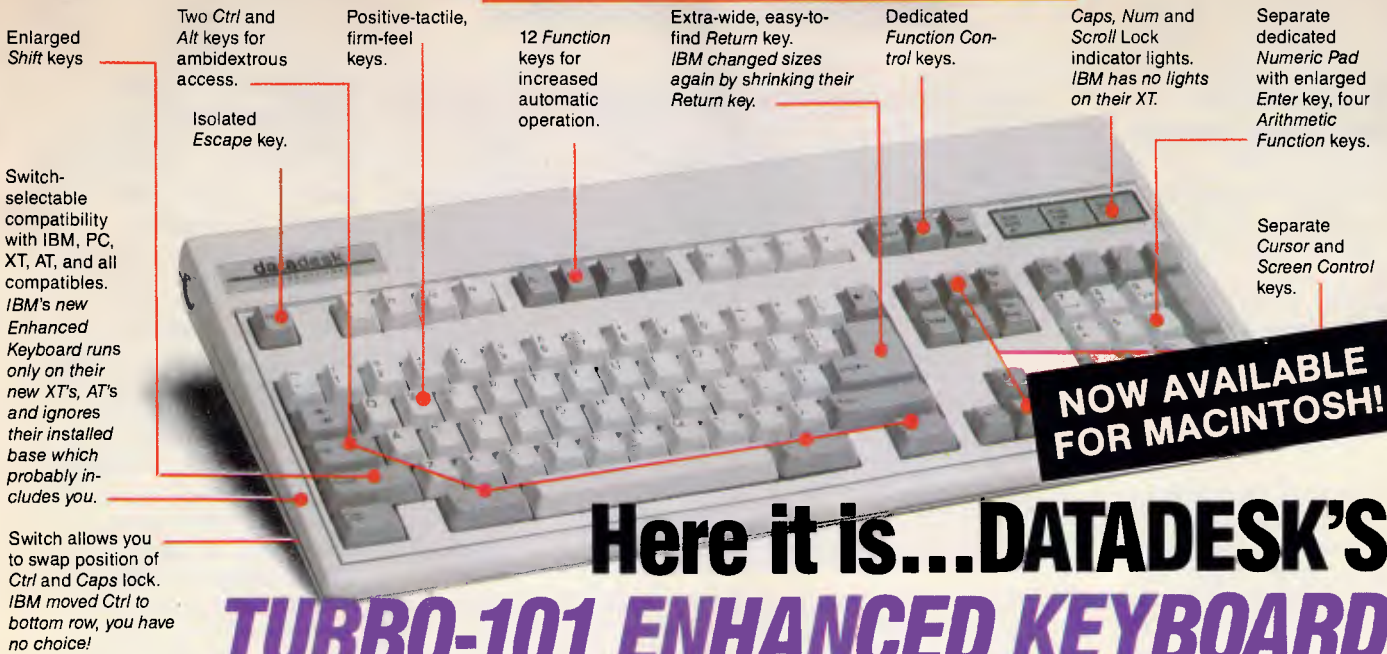 Enlarged
Shift keys
Two Ctrl and
Alt keys for
ambidextrous
access.
Isolated
Escape key.
Positive-tactile,
firm-feel
keys.
12 Function
keys for
increased
automatic
operation.
Extra-wide, easy-to-
find Return key.
IBM changed sizes
again by shrinking their
Return key.
Dedicated
Function Con-
trol keys.
Caps, Num and
Scroll Lock
indicator lights.
IBM has no lights
on their XT.
Separate
dedicated
Numeric Pad
with enlarged
Enter key, four
Arithmetic
Function keys.
Separate
Cursor and
Screen Control
keys.
Switch-
selectable
compatibility
with IBM, PC,
XT, AT, and all
compatibles.
IBM's new
Enhanced
Keyboard runs
only on their
new XT's, AT's
and ignores
their installed
base which
probably in-
cludes you.
Switch allows you
to swap position of
Ctrl and Caps lock.
IBM moved Ctrl to
bottom row, you have
no choice!
datadesk
NOW AVAILABLE
FOR MACINTOSH!
Here it is...DATADESK'S
TURBO-101 ENHANCED KEYBOARD